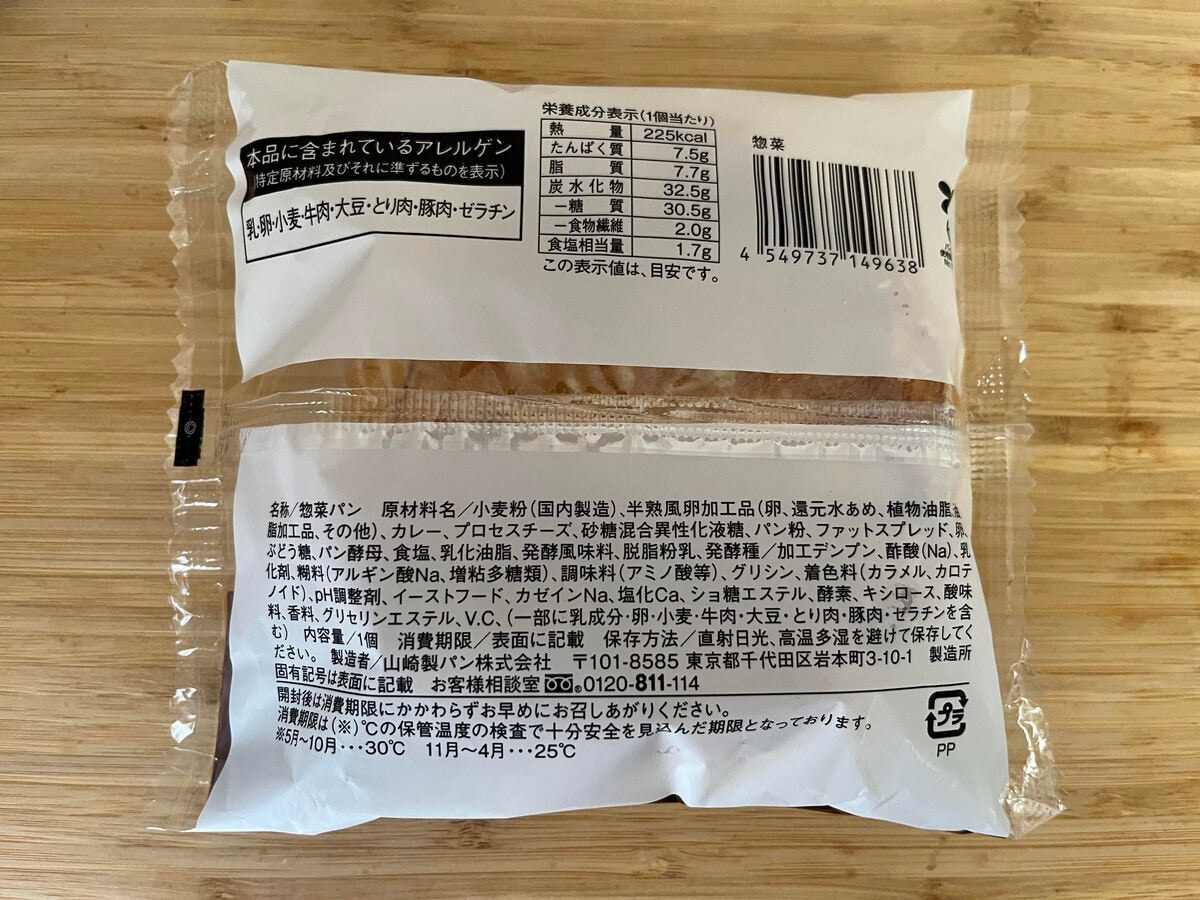 本品に含まれているアレルゲン
(特定原材料及びそれに準ずるものを表示)
乳・卵・小麦・牛肉・大豆・とり肉・豚肉・ゼラチン
栄養成分表示(1個当たり)
熱量 225kcal
たんぱく質 7.5g
脂質 7.7g
炭水化物 32.5g
－糖質 30.5g
－食物繊維 2.0g
食塩相当量 1.7g
この表示値は、目安です。
惣菜
4 549737 149638
名称/惣菜パン 原材料名/小麦粉(国内製造)、半熟風卵加工品(卵、還元水あめ、植物油脂、油
脂加工品、その他)、カレー、プロセスチーズ、砂糖混合異性化液糖、パン粉、ファットスプレッド、卵、
ぶどう糖、パン酵母、食塩、乳化油脂、発酵風味料、脱脂粉乳、発酵種/加工デンプン、酢酸(Na)、乳
化剤、糊料(アルギン酸Na、増粘多糖類)、調味料(アミノ酸等)、グリシン、着色料(カラメル、カロテ
ノイド)、pH調整剤、イーストフード、カゼインNa、塩化Ca、ショ糖エステル、酵素、キシロース、酸味
料、香料、グリセリンエステル、V.C、(一部に乳成分・卵・小麦・牛肉・大豆・とり肉・豚肉・ゼラチンを含
む) 内容量/1個 消費期限/表面に記載 保存方法/直射日光、高温多湿を避けて保存してく
ださい。 製造者/山崎製パン株式会社 〒101-8585 東京都千代田区岩本町3-10-1 製造所
固有記号は表面に記載 お客様相談室 0120-811-114
開封後は消費期限にかかわらずお早めにお召しあがりください。
消費期限は(※)℃の保管温度の検査で十分安全を見込んだ期限となっております。
※5月～10月･･･30℃ 11月～4月･･･25℃
プラ
PP